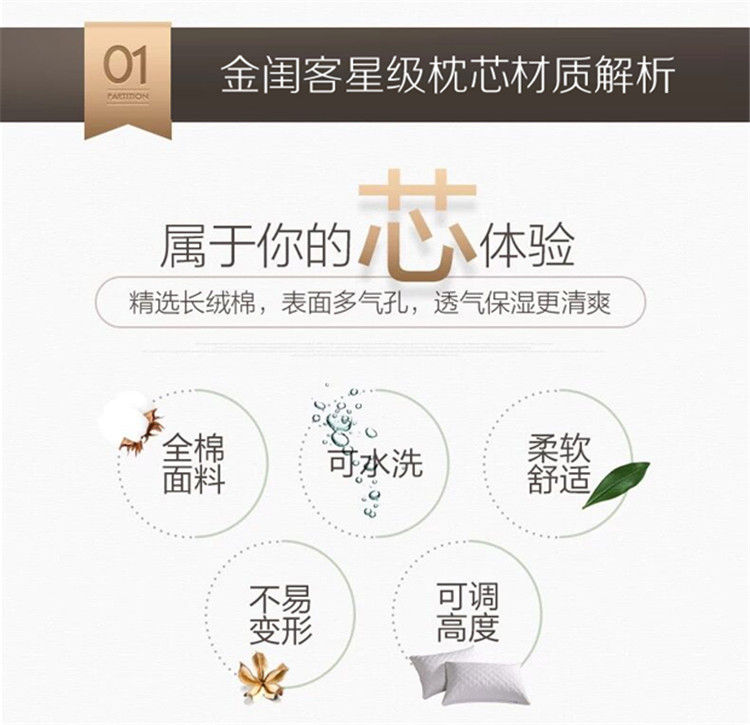 01
PARTITION
金闺客星级枕芯材质解析
属于你的芯体验
精选长绒棉，表面多气孔，透气保湿更清爽
全棉
面料
可水洗
柔软
舒适
不易
变形
可调
高度